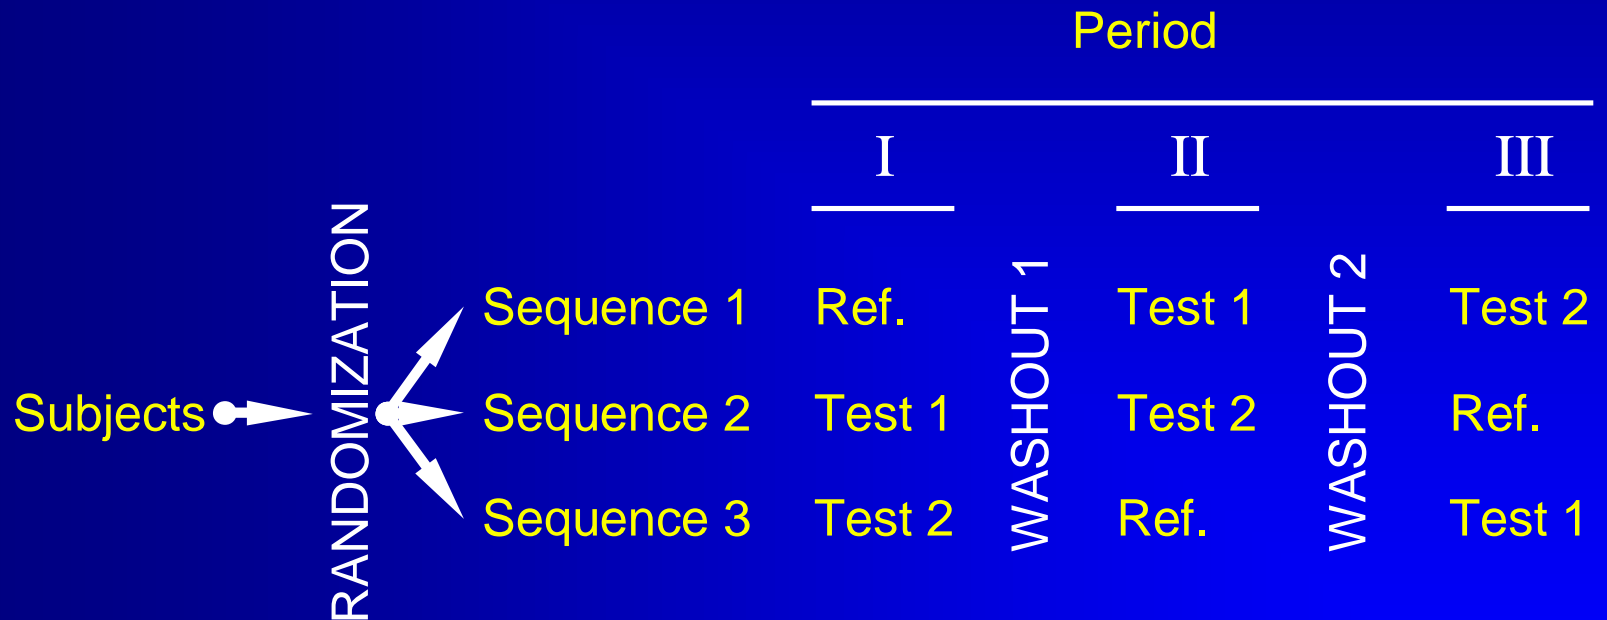 Period
I II III
RANDOMIZATION
WASHOUT 1
WASHOUT 2
Sequence 1 Ref. Test 1 Test 2
Subjects Sequence 2 Test 1 Test 2 Ref.
Sequence 3 Test 2 Ref. Test 1